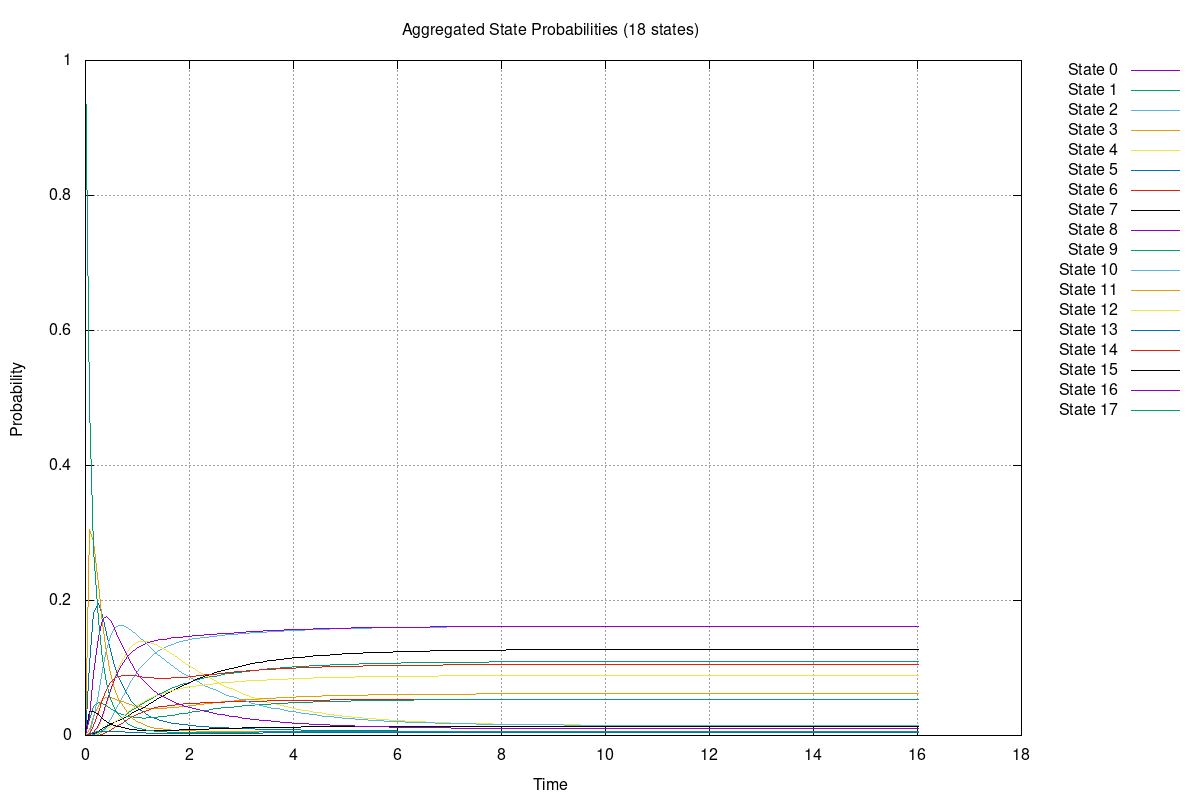 Aggregated State Probabilities (18 states)
1
0.8
0.6
0.4
0.2
0
Probability
0 2 4 6 8 10 12 14 16 18
Time
State 0
State 1
State 2
State 3
State 4
State 5
State 6
State 7
State 8
State 9
State 10
State 11
State 12
State 13
State 14
State 15
State 16
State 17